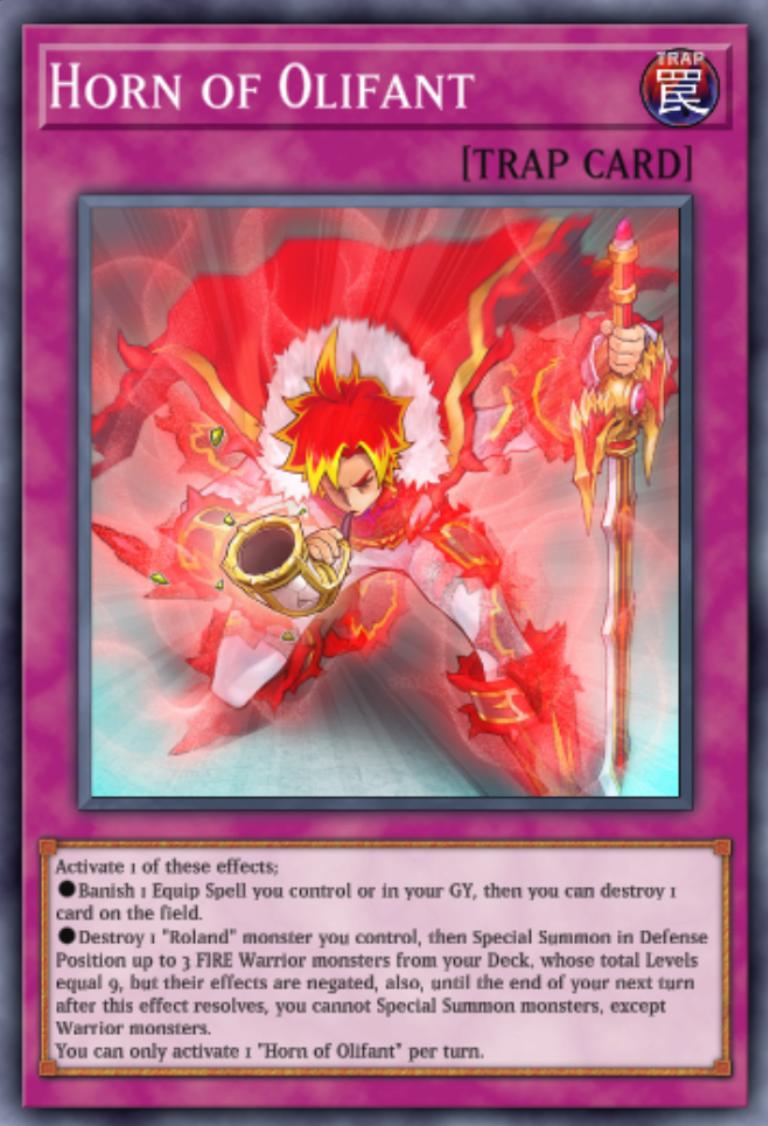 HORN OF OLIFANT
TRAP
罠
[TRAP CARD]
Activate 1 of these effects;
●Banish 1 Equip Spell you control or in your GY, then you can destroy 1
card on the field.
●Destroy 1 "Roland" monster you control, then Special Summon in Defense
Position up to 3 FIRE Warrior monsters from your Deck, whose total Levels
equal 9, but their effects are negated, also, until the end of your next turn
after this effect resolves, you cannot Special Summon monsters, except
Warrior monsters.
You can only activate 1 "Horn of Olifant" per turn.